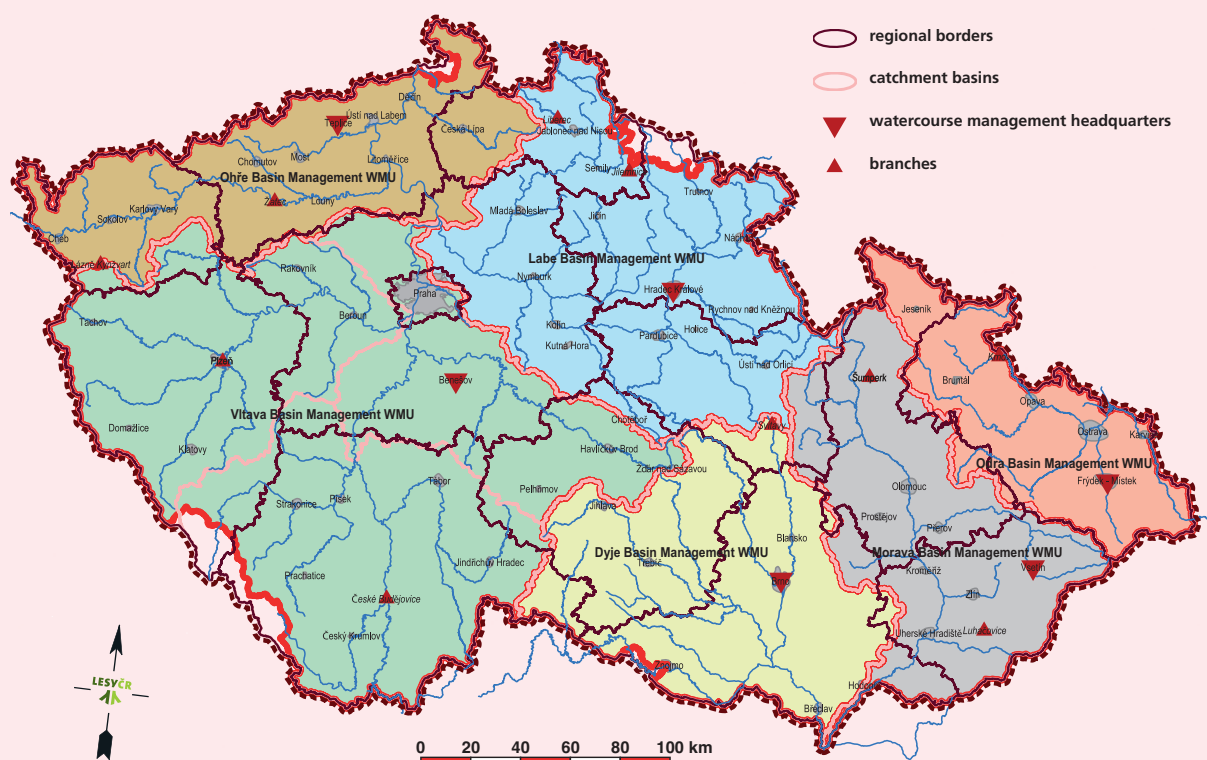 regional borders
catchment basins
watercourse management headquarters
branches
Děčín
Ústí nad Labem
Teplice
Česká Lípa
Liberec
Jablonec nad Nisou
Chomutov
Most
Litoměřice
Semily
Jilemnice
Ohře Basin Management WMU
Trutnov
Žatec
Louny
Karlovy Vary
Sokolov
Mladá Boleslav
Jičín
Cheb
Náchod
Lázně Kynžvart
Labe Basin Management WMU
Rakovník
Nymburk
Praha
Hradec Králové
Jeseník
Rychnov nad Kněžnou
Beroun
Tachov
Kolín
Holice
Pardubice
Kutná Hora
Krnov
Plzeň
Ústí nad Orlicí
Šumperk
Benešov
Bruntál
Opava
Vltava Basin Management WMU
Choteboř
Svitavy
Domažlice
Ostrava
Karviná
Klatovy
Havlíčkův Brod
Odra Basin Management WMU
Žďár nad Sázavou
Tábor
Frýdek - Místek
Pelhřimov
Olomouc
Písek
Strakonice
Jihlava
Prostějov
Přerov
Blansko
Dyje Basin Management WMU
Morava Basin Management WMU
Jindřichův Hradec
Třebíč
Kroměříž
Vsetín
Prachatice
Brno
České Budějovice
Zlín
Český Krumlov
Uherské Hradiště
Luhačovice
Znojmo
LESYČR
Hodonín
Břeclav
0 20 40 60 80 100 km